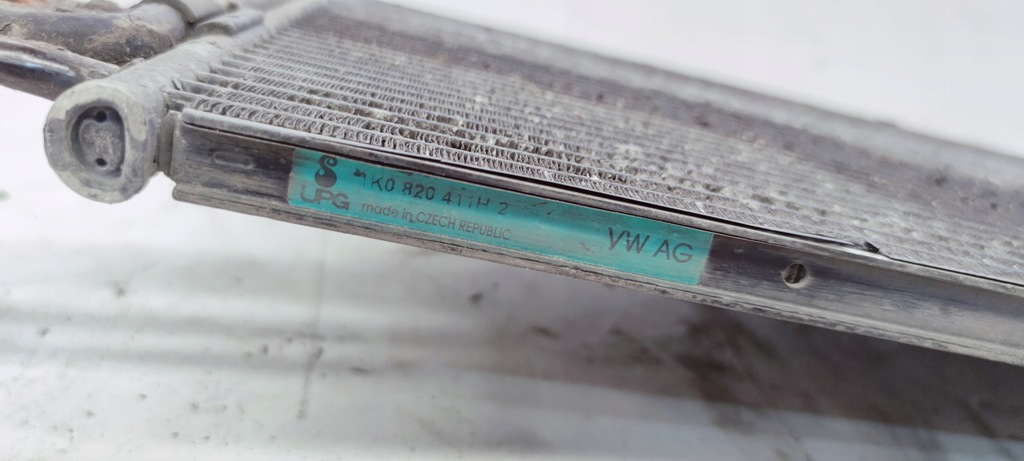 1K0 820 411H 2
UPG
made in CZECH REPUBLIC
VW AG